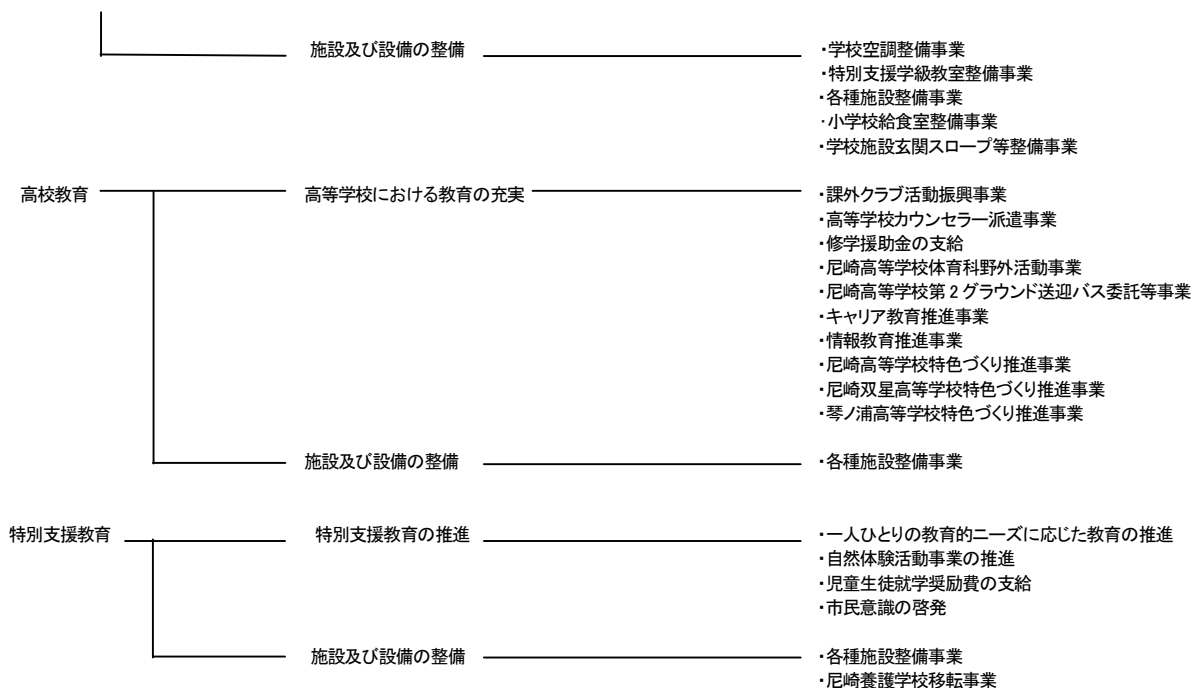 施設及び設備の整備
・学校空調整備事業
・特別支援学級教室整備事業
・各種施設整備事業
・小学校給食室整備事業
・学校施設玄関スロープ等整備事業
高校教育
高等学校における教育の充実
・課外クラブ活動振興事業
・高等学校カウンセラー派遣事業
・修学援助金の支給
・尼崎高等学校体育科野外活動事業
・尼崎高等学校第2グラウンド送迎バス委託等事業
・キャリア教育推進事業
・情報教育推進事業
・尼崎高等学校特色づくり推進事業
・尼崎双星高等学校特色づくり推進事業
・琴ノ浦高等学校特色づくり推進事業
施設及び設備の整備
・各種施設整備事業
特別支援教育
特別支援教育の推進
・一人ひとりの教育的ニーズに応じた教育の推進
・自然体験活動事業の推進
・児童生徒就学奨励費の支給
・市民意識の啓発
施設及び設備の整備
・各種施設整備事業
・尼崎養護学校移転事業